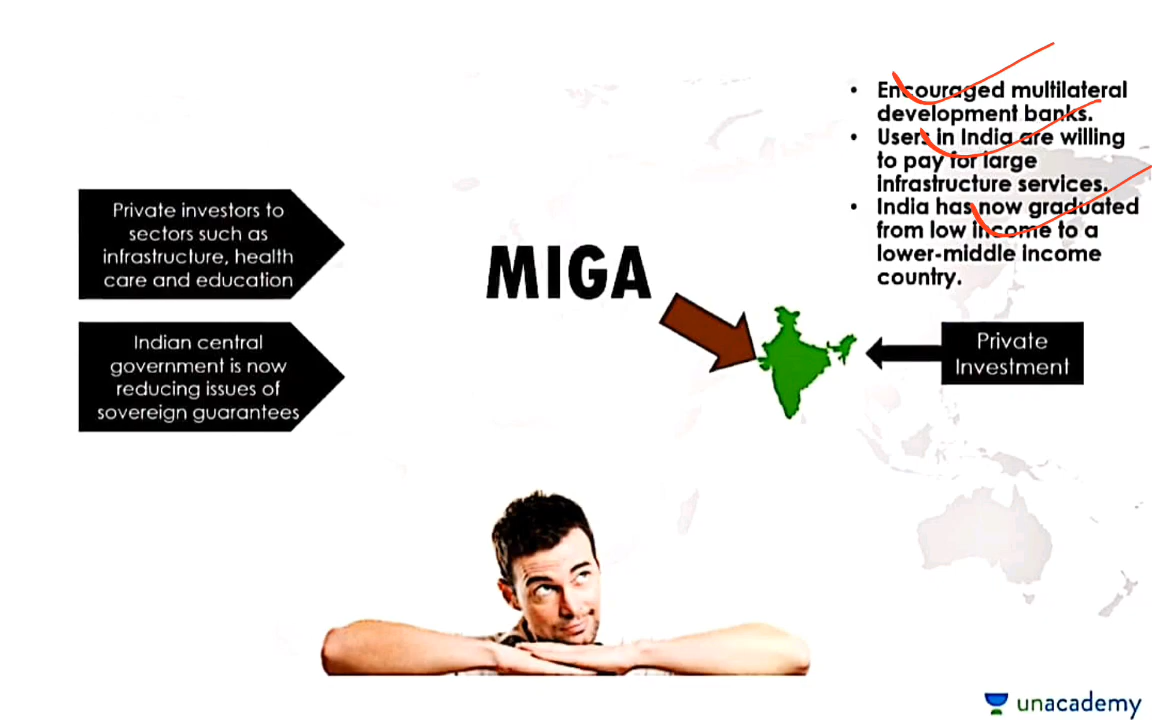 • Encouraged multilateral
development banks.
• Users in India are willing
to pay for large
infrastructure services.
• India has now graduated
from low income to a
lower-middle income
country.
Private investors to
sectors such as
infrastructure, health
care and education
MIGA
Indian central
government is now
reducing issues of
sovereign guarantees
Private
Investment
unacademy